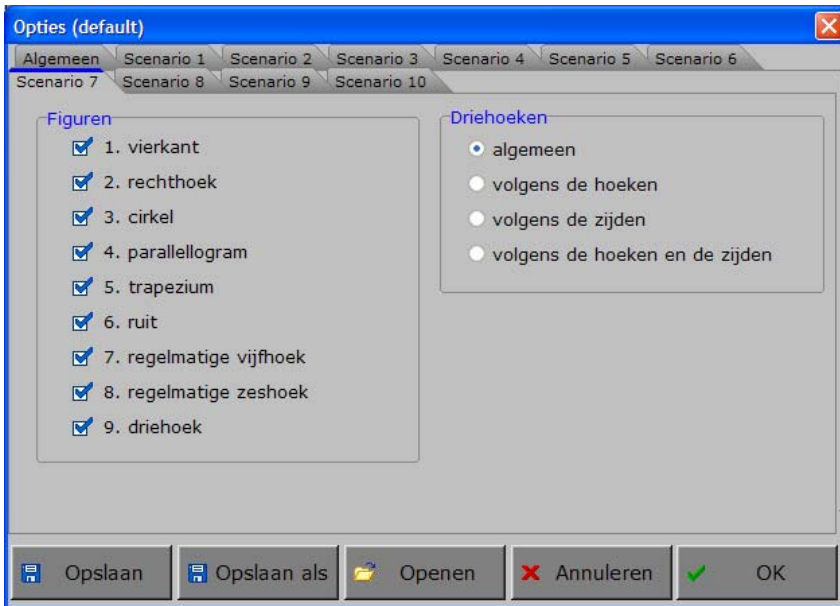 Opties (default)
Algemeen Scenario 1 Scenario 2 Scenario 3 Scenario 4 Scenario 5 Scenario 6
Scenario 7 Scenario 8 Scenario 9 Scenario 10
Figuren
1. vierkant
2. rechthoek
3. cirkel
4. parallellogram
5. trapezium
6. ruit
7. regelmatige vijfhoek
8. regelmatige zeshoek
9. driehoek
Driehoeken
algemeen
volgens de hoeken
volgens de zijden
volgens de hoeken en de zijden
Opslaan Opslaan als Openen Annuleren OK